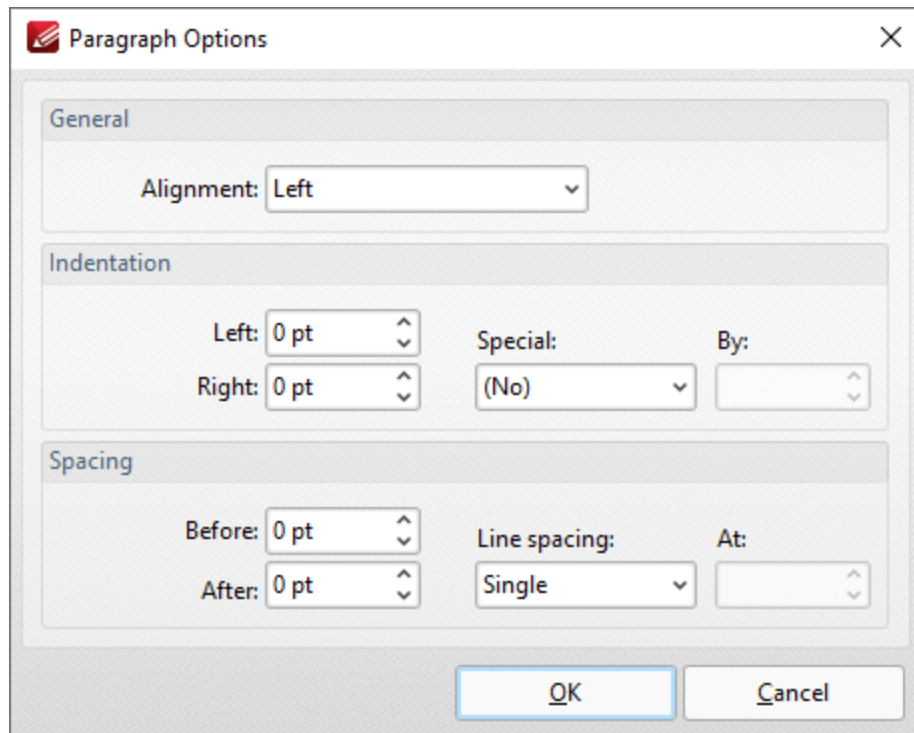 Paragraph Options
General
Alignment: Left
Indentation
Left: 0 pt
Special: By:
Right: 0 pt (No)
Spacing
Before: 0 pt
Line spacing: At:
After: 0 pt Single
OK Cancel